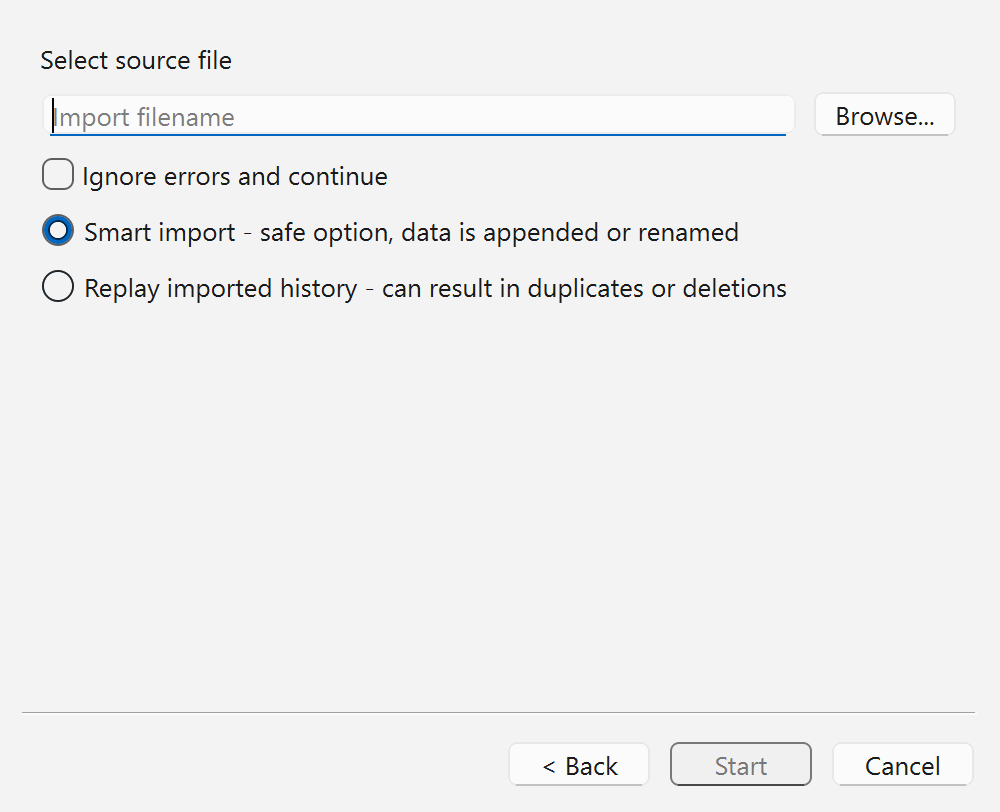 Select source file
Import filename
Browse...
Ignore errors and continue
Smart import - safe option, data is appended or renamed
Replay imported history - can result in duplicates or deletions
< Back
Start
Cancel